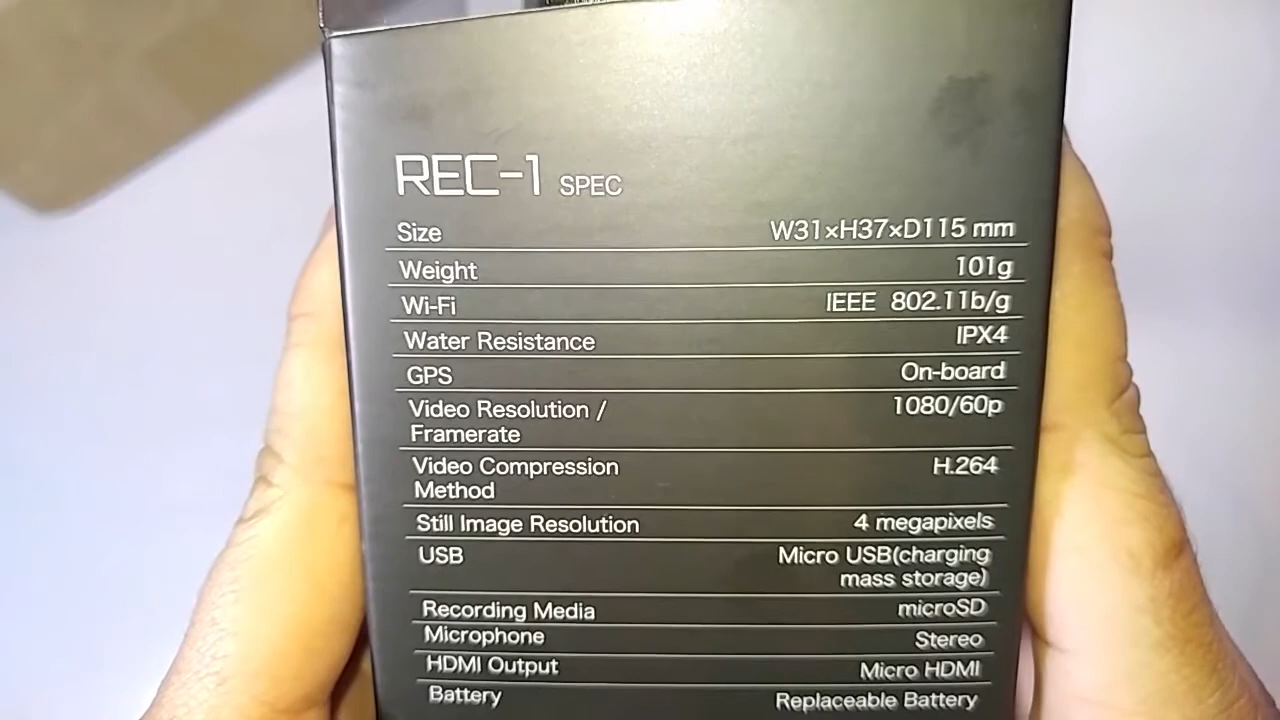 REC-1 SPEC
Size W31×H37×D115 mm
Weight 101g
Wi-Fi IEEE 802.11b/g
Water Resistance IPX4
GPS On-board
Video Resolution / 1080/60p
Framerate
Video Compression H.264
Method
Still Image Resolution 4 megapixels
USB Micro USB(charging
mass storage)
Recording Media microSD
Microphone Stereo
HDMI Output Micro HDMI
Battery Replaceable Battery